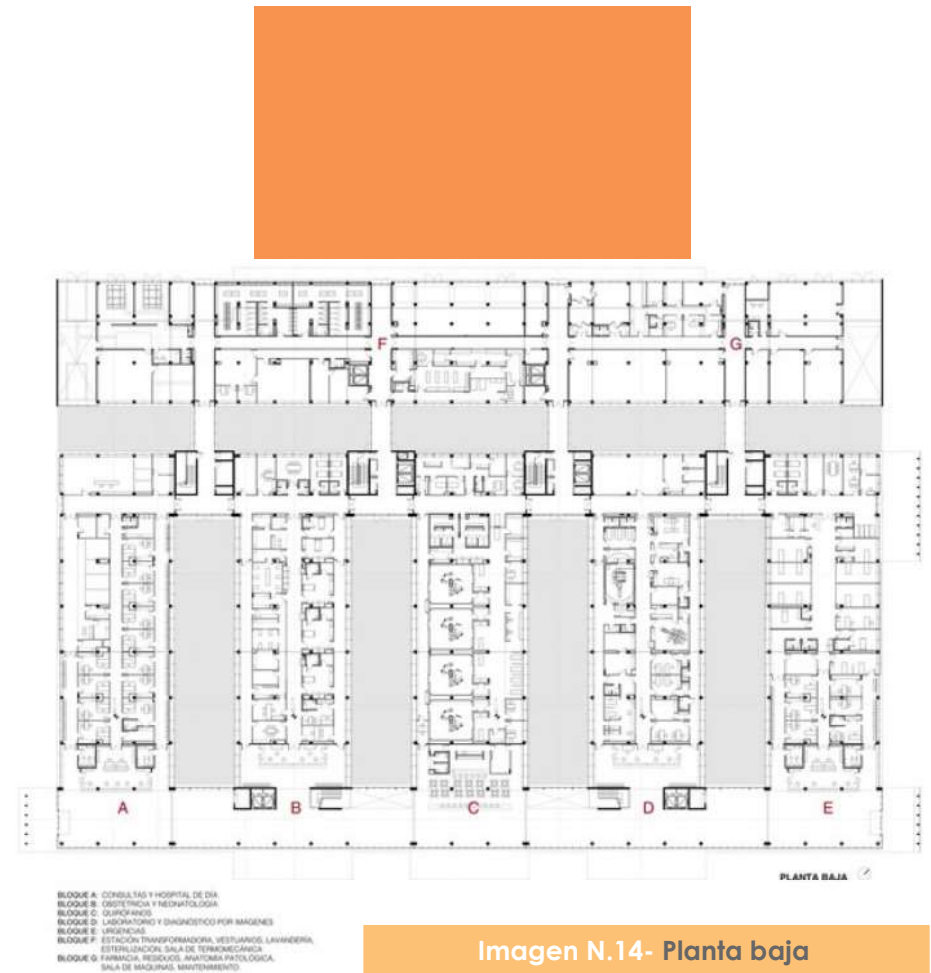 F
G
A
B
C
D
E
PLANTA BAJA
BLOQUE A: CONSULTAS Y HOSPITAL DE DÍA
BLOQUE B: OBSTETRICIA Y NEONATOLOGÍA
BLOQUE C: QUIRÓFANOS
BLOQUE D: LABORATORIO Y DIAGNÓSTICO POR IMÁGENES
BLOQUE E: URGENCIAS
BLOQUE F: ESTACIÓN TRANSFORMADORA, VESTUARIOS, LAVANDERÍA,
ESTERILIZACIÓN, SALA DE TERMOMECÁNICA
BLOQUE G: FARMACIA, RESIDUOS, ANATOMÍA PATOLÓGICA,
SALA DE MAQUINAS, MANTENIMIENTO.
Imagen N.14- Planta baja